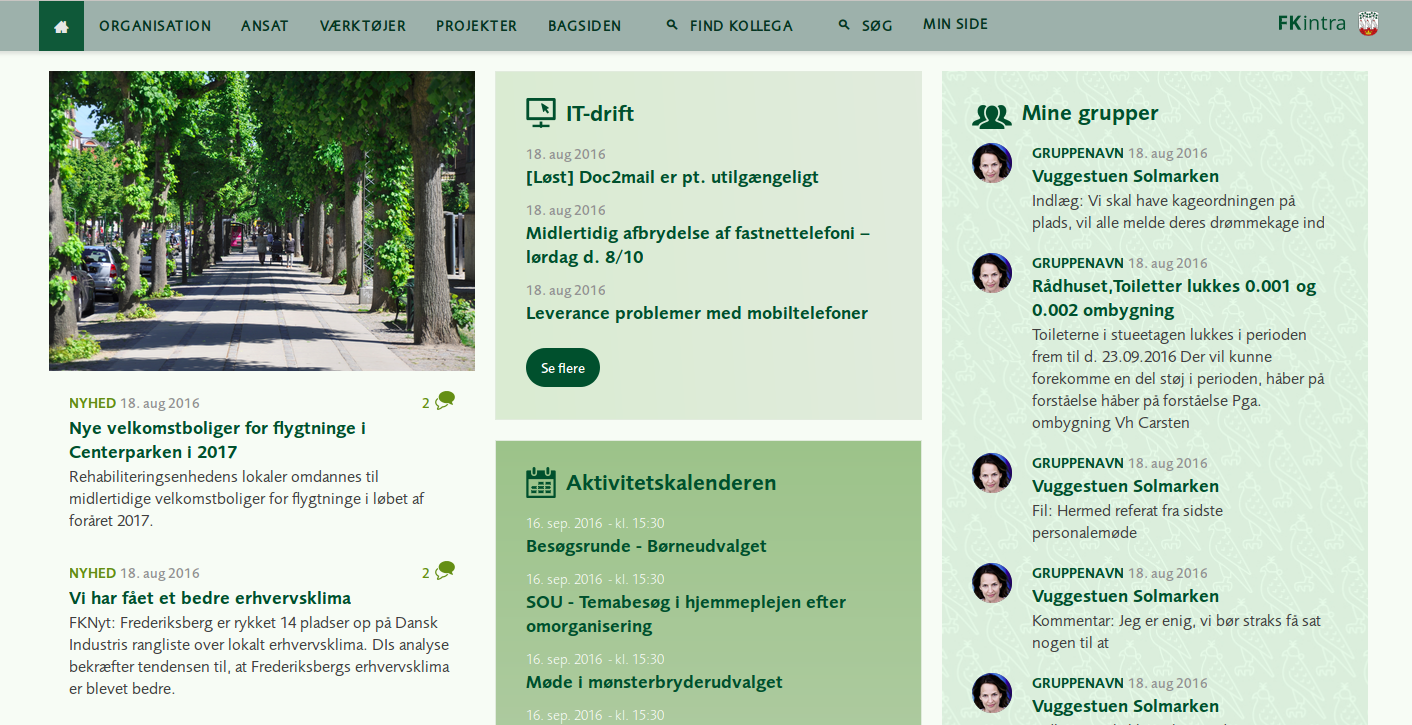 ORGANISATION ANSAT VÆRKTØJER PROJEKTER BAGSIDEN FIND KOLLEGA SØG MIN SIDE FKintra
NYHED 18. aug 2016 2
Nye velkomstboliger for flygtninge i
Centerparken i 2017
Rehabiliteringsenhedens lokaler omdannes til
midlertidige velkomstboliger for flygtninge i løbet af
foråret 2017.
NYHED 18. aug 2016 2
Vi har fået et bedre erhvervsklima
FKNyt: Frederiksberg er rykket 14 pladser op på Dansk
Industris rangliste over lokalt erhvervsklima. DIs analyse
bekræfter tendensen til, at Frederiksbergs erhvervsklima
er blevet bedre.
IT-drift
18. aug 2016
[Løst] Doc2mail er pt. utilgængeligt
18. aug 2016
Midlertidig afbrydelse af fastnettelefoni –
lørdag d. 8/10
18. aug 2016
Leverance problemer med mobiltelefoner
Se flere
Aktivitetskalenderen
16. sep. 2016 - kl. 15:30
Besøgsrunde - Børneudvalget
16. sep. 2016 - kl. 15:30
SOU - Temabesøg i hjemmeplejen efter
omorganisering
16. sep. 2016 - kl. 15:30
Møde i mønsterbryderudvalget
16. sep. 2016 - kl. 15:30
Mine grupper
GRUPPENAVN 18. aug 2016
Vuggestuen Solmarken
Indlæg: Vi skal have kageordningen på
plads, vil alle melde deres drømmekage ind
GRUPPENAVN 18. aug 2016
Rådhuset,Toiletter lukkes 0.001 og
0.002 ombygning
Toileterne i stueetagen lukkes i perioden
frem til d. 23.09.2016 Der vil kunne
forekomme en del støj i perioden, håber på
forståelse håber på forståelse Pga.
ombygning Vh Carsten
GRUPPENAVN 18. aug 2016
Vuggestuen Solmarken
Fil: Hermed referat fra sidste
personalemøde
GRUPPENAVN 18. aug 2016
Vuggestuen Solmarken
Kommentar: Jeg er enig, vi bør straks få sat
nogen til at
GRUPPENAVN 18. aug 2016
Vuggestuen Solmarken